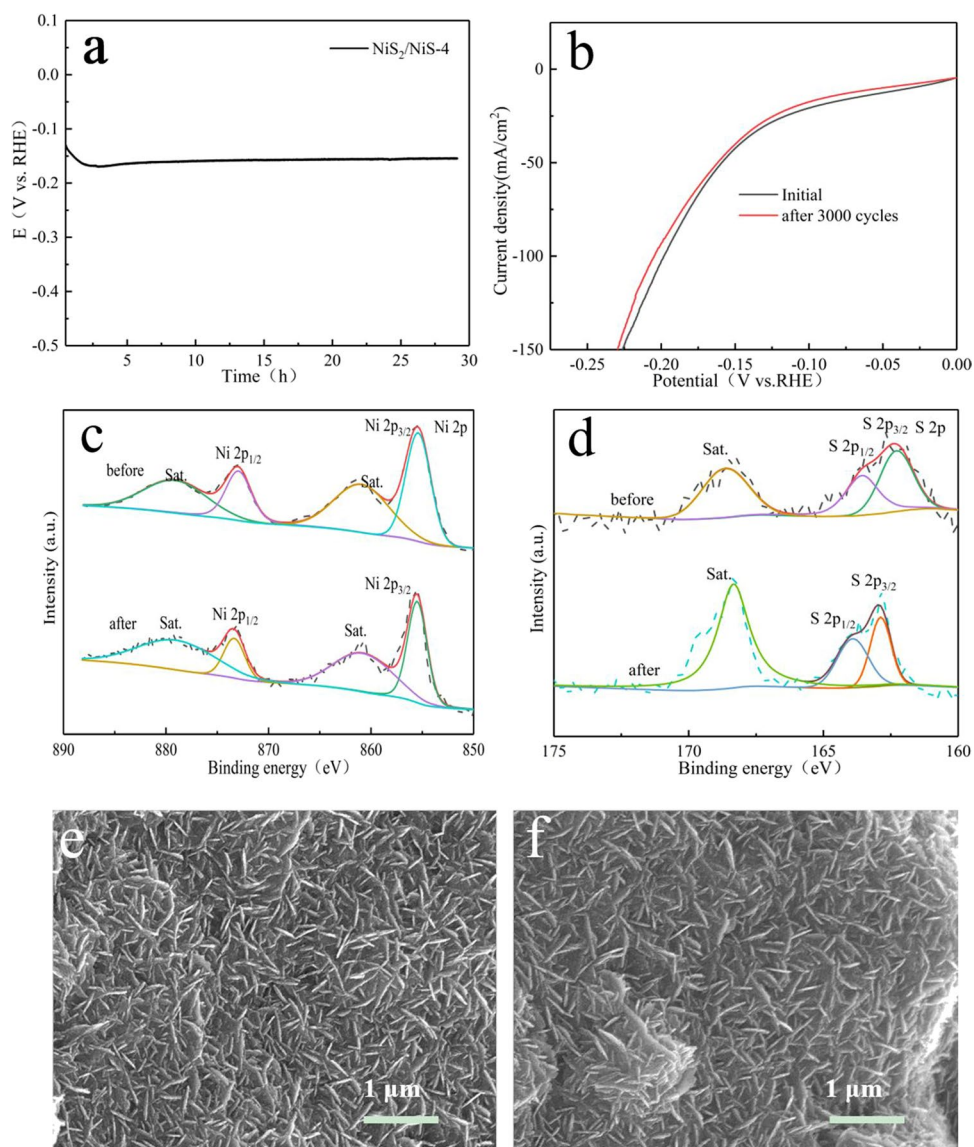 a
NiS₂/NiS-4
0.1
0.0
-0.1
-0.2
-0.3
-0.4
-0.5
E（V vs. RHE）
5 10 15 20 25 30
Time（h）
b
0
-50
-100
-150
Current density(mA/cm²)
Initial
after 3000 cycles
-0.25 -0.20 -0.15 -0.10 -0.05 0.00
Potential（V vs.RHE）
c
Ni 2p₃/₂ Ni 2p
Ni 2p₁/₂
before
Sat.
Sat.
Ni 2p₃/₂
after
Ni 2p₁/₂
Sat.
Sat.
Intensity (a.u.)
890 880 870 860 850
Binding energy（eV）
d
S 2p₃/₂
S 2p₁/₂
S 2p
Sat.
before
Sat.
S 2p₃/₂
S 2p₁/₂
after
Intensity (a.u.)
175 170 165 160
Binding energy（eV）
e
1 μm
f
1 μm